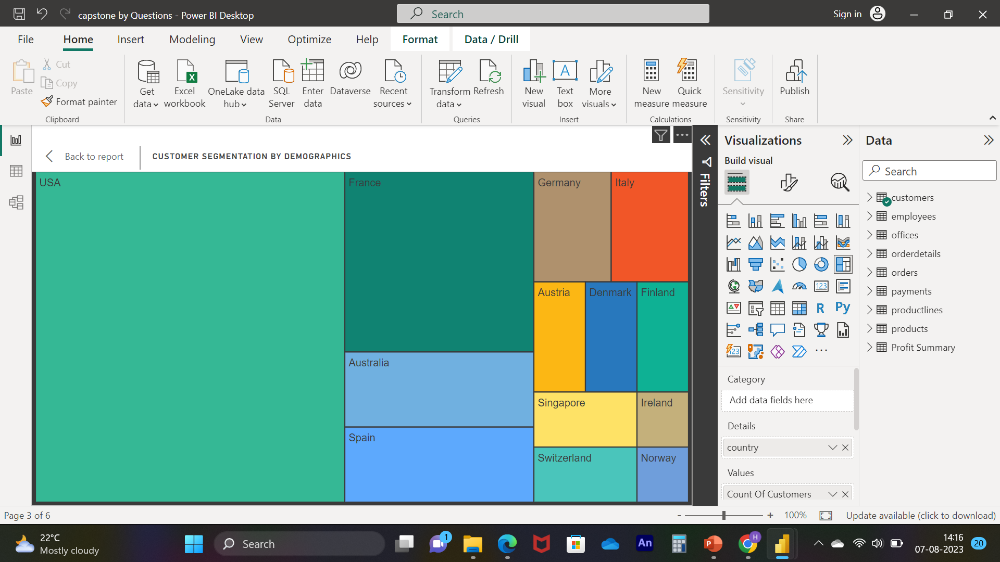 capstone by Questions - Power BI Desktop
Search
Sign in
File Home Insert Modeling View Optimize Help Format Data / Drill
Paste
Cut
Copy
Format painter
Clipboard
Get data
Excel workbook
OneLake data hub
SQL Server
Enter data
Dataverse
Recent sources
Data
Transform data
Refresh
Queries
New visual
A
Text box
More visuals
Insert
New measure
Quick measure
Calculations
Sensitivity
Sensitivity
Publish
Share
Back to report
CUSTOMER SEGMENTATION BY DEMOGRAPHICS
USA
France
Germany
Italy
Australia
Spain
Austria
Denmark
Finland
Singapore
Ireland
Switzerland
Norway
Filters
Visualizations
Build visual
123
R
Py
123
Category
Add data fields here
Details
country
Values
Count Of Customers
Data
Search
customers
employees
offices
orderdetails
orders
payments
productlines
products
Profit Summary
Page 3 of 6
- + 100%
Update available (click to download)
22°C
Mostly cloudy
Search
1
An
P
H
14:16
07-08-2023
20